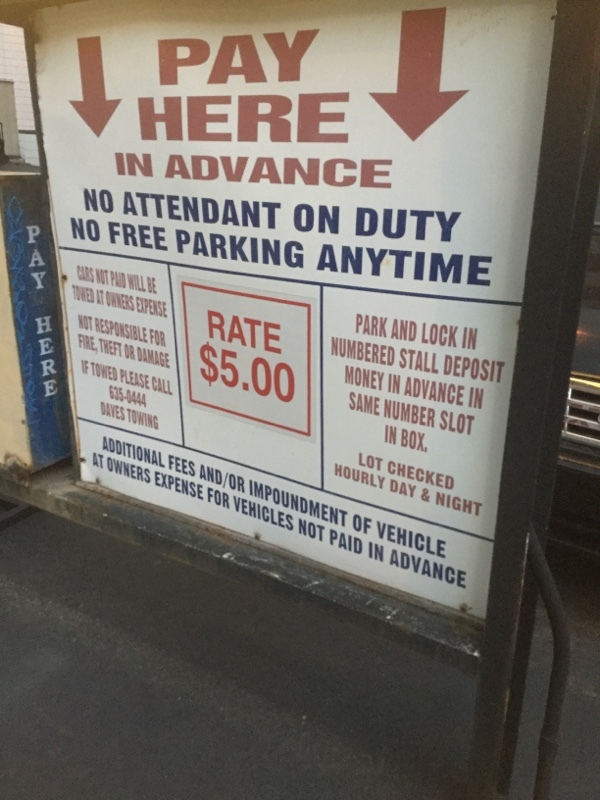 PAY
HERE
IN ADVANCE
NO ATTENDANT ON DUTY
NO FREE PARKING ANYTIME
CARS NOT PAID WILL BE
TOWED AT OWNERS EXPENSE
NOT RESPONSIBLE FOR
FIRE, THEFT OR DAMAGE
IF TOWED PLEASE CALL
635-0444
DAVES TOWING
RATE
$5.00
PARK AND LOCK IN
NUMBERED STALL DEPOSIT
MONEY IN ADVANCE IN
SAME NUMBER SLOT
IN BOX.
LOT CHECKED
HOURLY DAY & NIGHT
ADDITIONAL FEES AND/OR IMPOUNDMENT OF VEHICLE
AT OWNERS EXPENSE FOR VEHICLES NOT PAID IN ADVANCE
PAY HERE